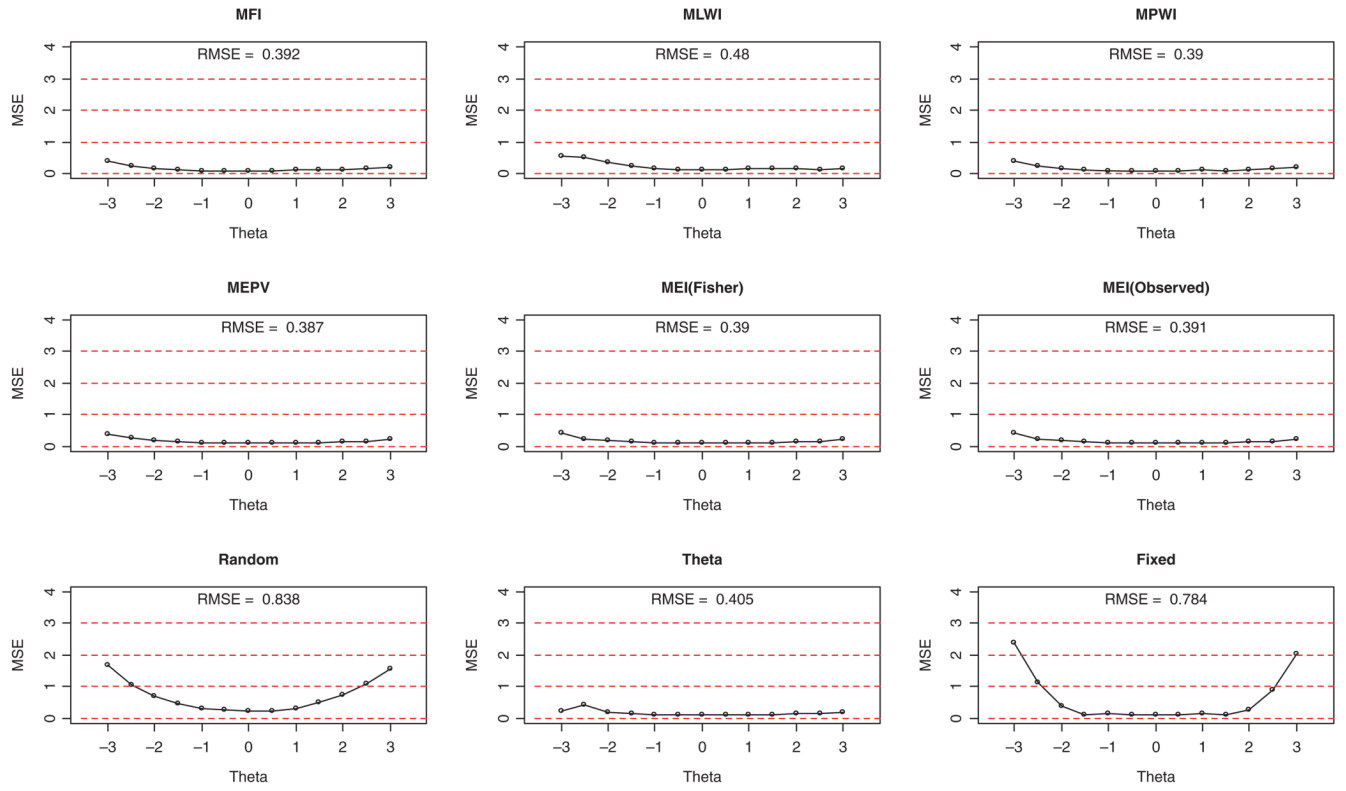 MFI
RMSE = 0.392
MSE
4
3
2
1
0
–3 –2 –1 0 1 2 3
Theta
MLWI
RMSE = 0.48
MSE
4
3
2
1
0
–3 –2 –1 0 1 2 3
Theta
MPWI
RMSE = 0.39
MSE
4
3
2
1
0
–3 –2 –1 0 1 2 3
Theta
MEPV
RMSE = 0.387
MSE
4
3
2
1
0
–3 –2 –1 0 1 2 3
Theta
MEI(Fisher)
RMSE = 0.39
MSE
4
3
2
1
0
–3 –2 –1 0 1 2 3
Theta
MEI(Observed)
RMSE = 0.391
MSE
4
3
2
1
0
–3 –2 –1 0 1 2 3
Theta
Random
RMSE = 0.838
MSE
4
3
2
1
0
–3 –2 –1 0 1 2 3
Theta
Theta
RMSE = 0.405
MSE
4
3
2
1
0
–3 –2 –1 0 1 2 3
Theta
Fixed
RMSE = 0.784
MSE
4
3
2
1
0
–3 –2 –1 0 1 2 3
Theta